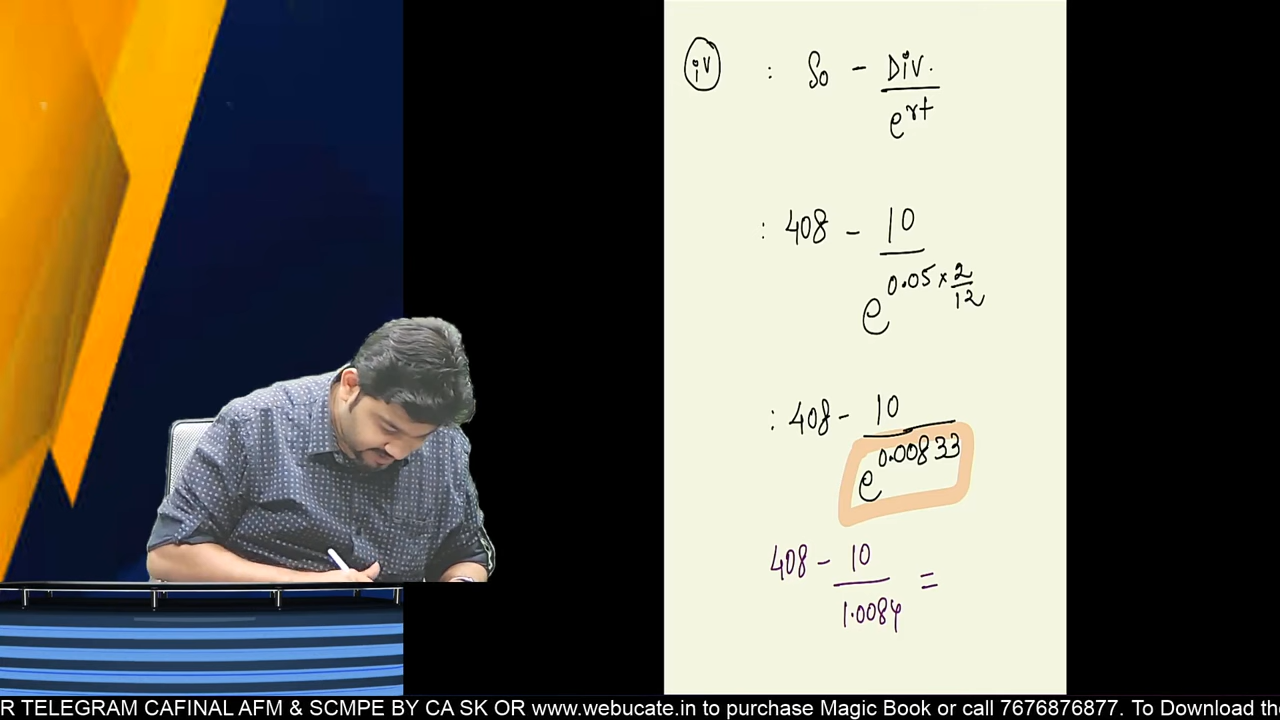 iv : S₀ - Div. / e^rt
: 408 - 10 / e^0.05 × 2/12
: 408 - 10 / e^0.00833
408 - 10 / 1.0084 =
R TELEGRAM CAFINAL AFM & SCMPE BY CA SK OR www.webucate.in to purchase Magic Book or call 7676876877. To Download th